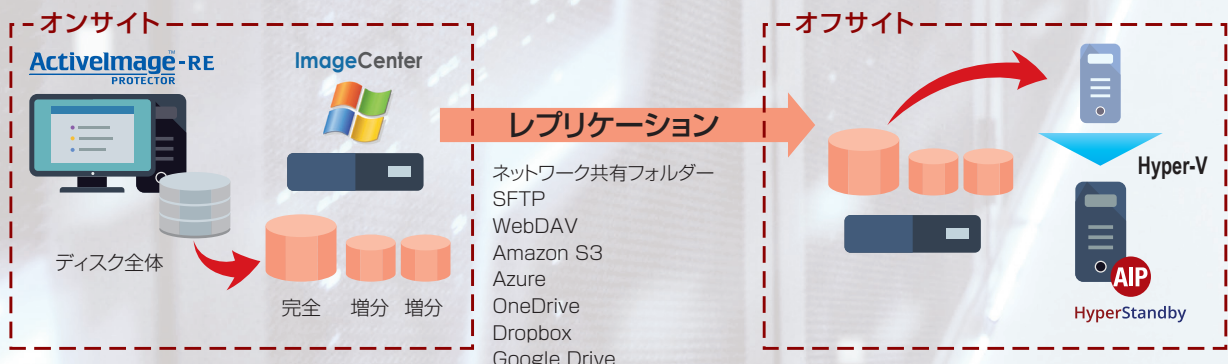 オンサイト
ActiveImage™-RE
PROTECTOR
ImageCenter
ディスク全体
完全 増分 増分
レプリケーション
ネットワーク共有フォルダー
SFTP
WebDAV
Amazon S3
Azure
OneDrive
Dropbox
Google Drive
オフサイト
Hyper-V
AIP
HyperStandby